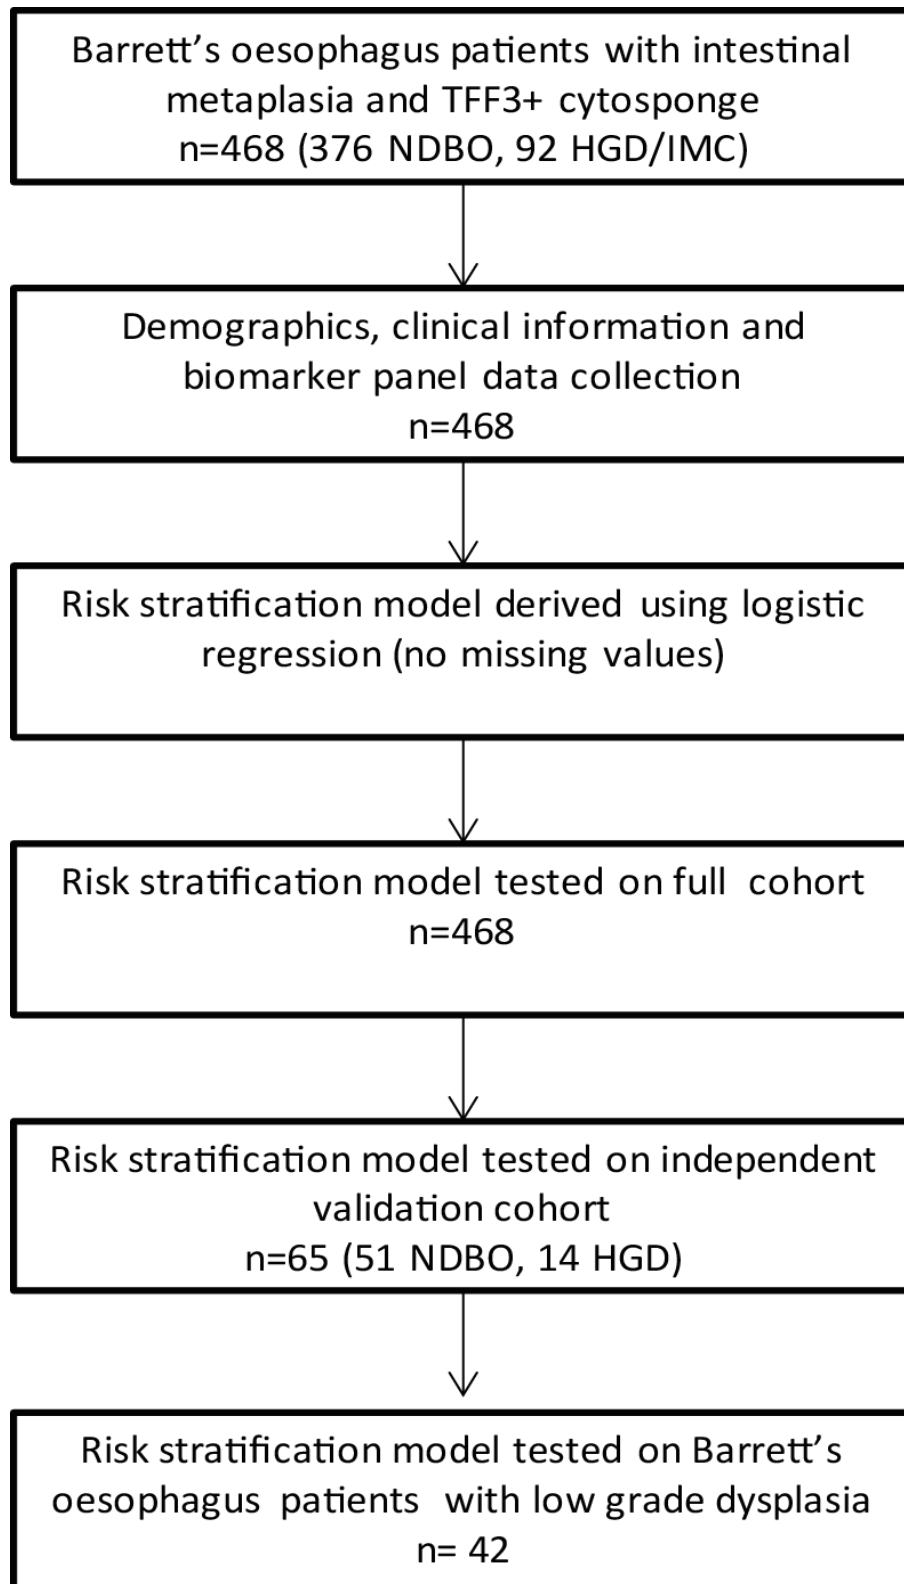 Barrett’s oesophagus patients with intestinal
metaplasia and TFF3+ cytosponge
n=468 (376 NDBO, 92 HGD/IMC)
Demographics, clinical information and
biomarker panel data collection
n=468
Risk stratification model derived using logistic
regression (no missing values)
Risk stratification model tested on full cohort
n=468
Risk stratification model tested on independent
validation cohort
n=65 (51 NDBO, 14 HGD)
Risk stratification model tested on Barrett’s
oesophagus patients with low grade dysplasia
n= 42